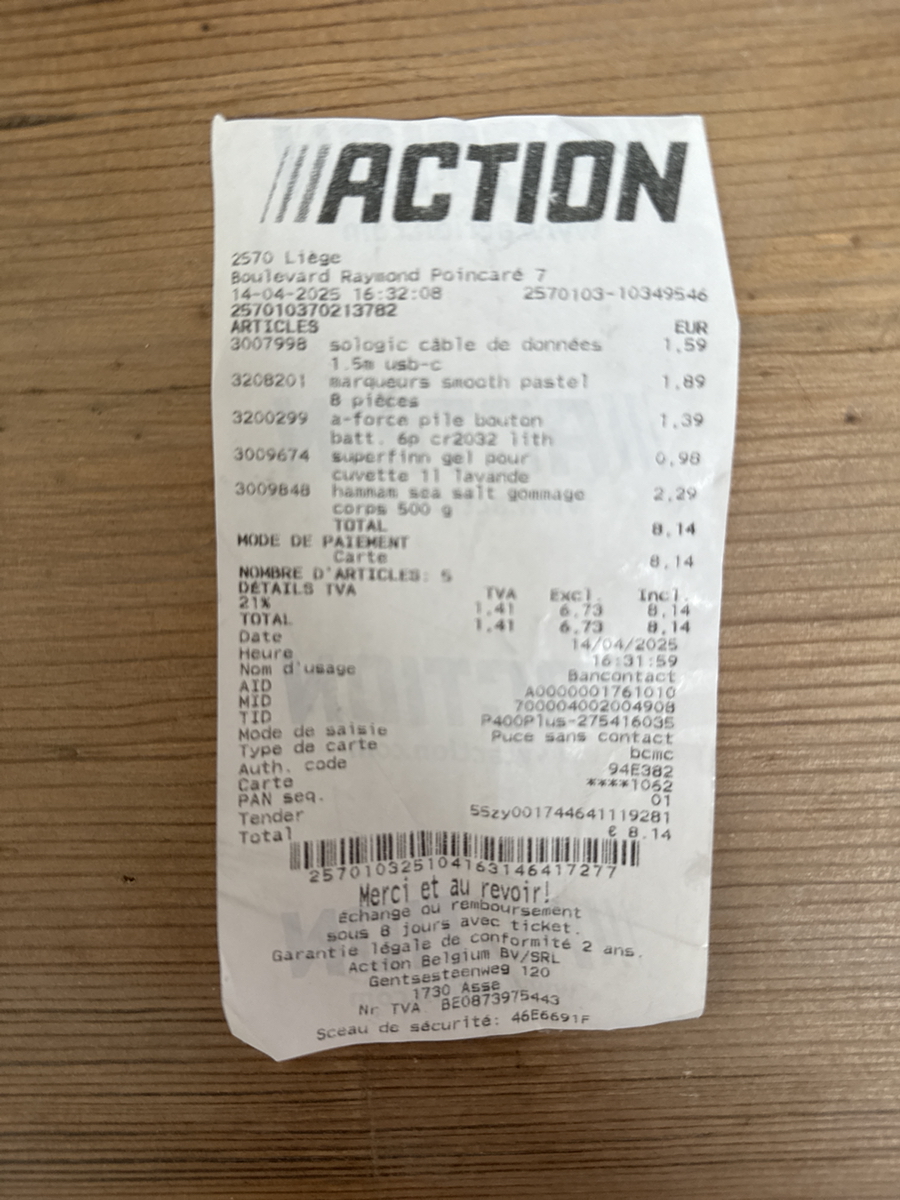 ACTION
2570 Liège
Boulevard Raymond Poincaré 7
14-04-2025 16:32:08 2570103-10349546
257010370213782
ARTICLES EUR
3007998 sologic câble de données 1,59
1.5m usb-c
3208201 marqueurs smooth pastel 1,89
8 pièces
3200299 a-force pile bouton 1,39
batt. 6p cr2032 lith
3009674 superfinn gel pour 0,98
cuvette 1l lavande
3009848 hammam sea salt gommage 2,29
corps 500 g
TOTAL 8,14
MODE DE PAIEMENT
Carte 8,14
NOMBRE D'ARTICLES: 5
DÉTAILS TVA TVA Excl. Incl.
21% 1,41 6,73 8,14
TOTAL 1,41 6,73 8,14
Date 14/04/2025
Heure 16:31:59
Nom d'usage Bancontact
AID A0000001761010
MID 700004002004908
TID P400Plus-275416035
Mode de saisie Puce sans contact
Type de carte bcmc
Auth. code 94E382
Carte ****1062
PAN seq. 01
Tender SSzy001744641119281
Total € 8.14
257010325104163146417277
Merci et au revoir!
Échange ou remboursement
sous 8 jours avec ticket.
Garantie légale de conformité 2 ans.
Action Belgium BV/SRL
Gentsesteenweg 120
1730 Asse
Nr. TVA BE0873975443
Sceau de sécurité: 46E6691F